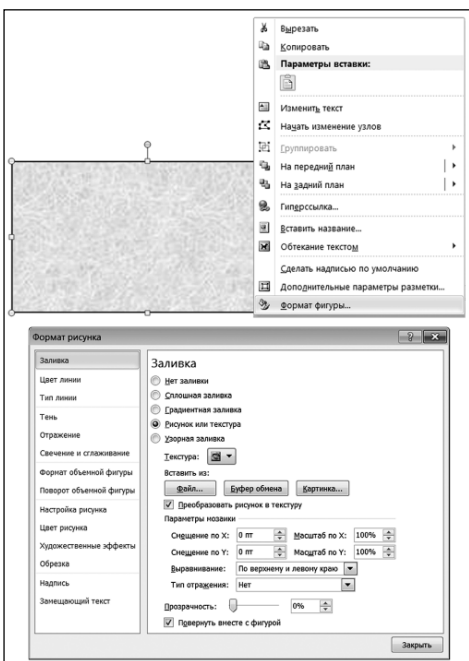 Вырезать
Копировать
Параметры вставки:
Изменить текст
Начать изменение узлов
Группировать
На передний план
На задний план
Гиперссылка...
Вставить название...
Обтекание текстом
Сделать надписью по умолчанию
Дополнительные параметры разметки...
Формат фигуры...
Формат рисунка
Заливка
Цвет линии
Тип линии
Тень
Отражение
Свечение и сглаживание
Формат объемной фигуры
Поворот объемной фигуры
Настройка рисунка
Цвет рисунка
Художественные эффекты
Обрезка
Надпись
Замещающий текст
Заливка
Нет заливки
Сплошная заливка
Градиентная заливка
Рисунок или текстура
Узорная заливка
Текстура:
Вставить из:
Файл... Буфер обмена Картинка...
Преобразовать рисунок в текстуру
Параметры мозаики
Смещение по X: 0 пт Масштаб по X: 100%
Смещение по Y: 0 пт Масштаб по Y: 100%
Выравнивание: По верхнему и левому краю
Тип отражения: Нет
Прозрачность: 0%
Повернуть вместе с фигурой
Закрыть